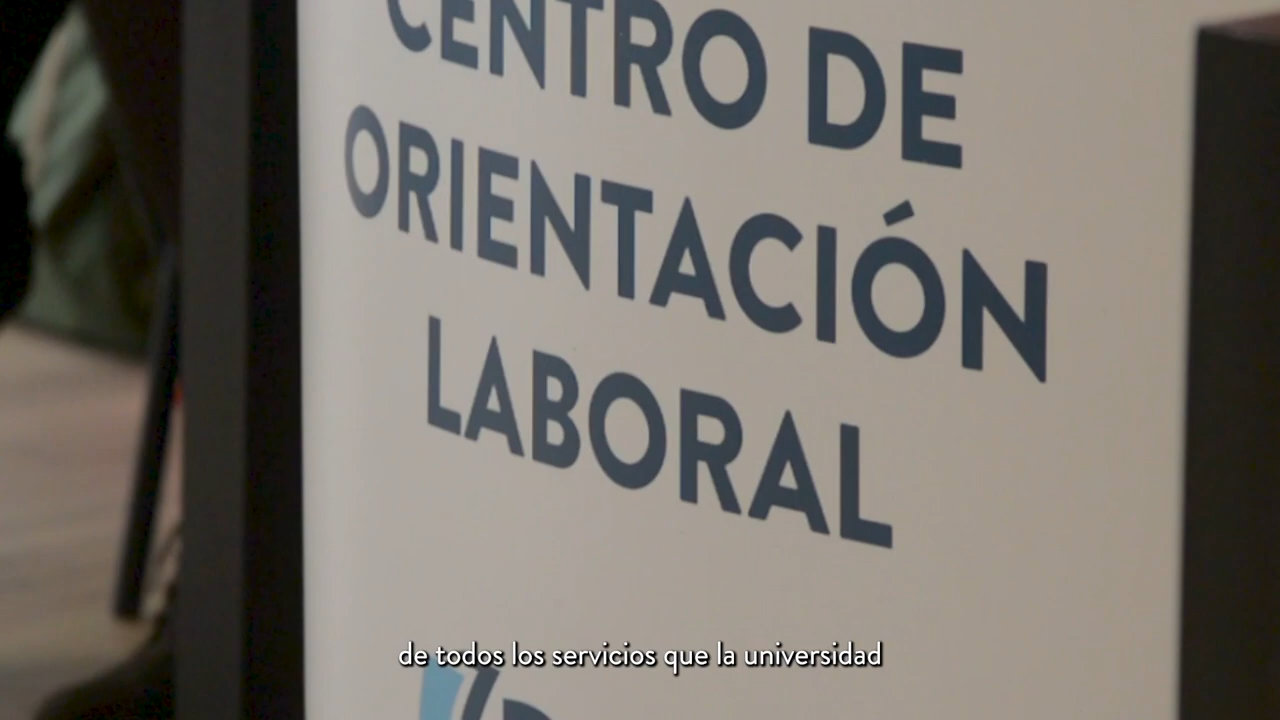 CENTRO DE
ORIENTACIÓN
LABORAL
de todos los servicios que la universidad